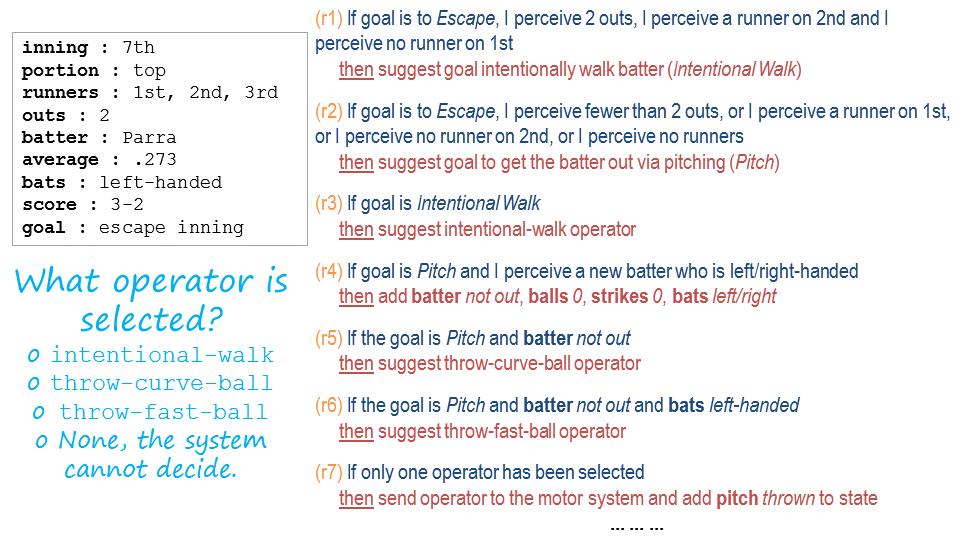 inning : 7th
portion : top
runners : 1st, 2nd, 3rd
outs : 2
batter : Parra
average : .273
bats : left-handed
score : 3-2
goal : escape inning
What operator is
selected?
o intentional-walk
o throw-curve-ball
o throw-fast-ball
o None, the system
cannot decide.
(r1) If goal is to Escape, I perceive 2 outs, I perceive a runner on 2nd and I
perceive no runner on 1st
then suggest goal intentionally walk batter (Intentional Walk)
(r2) If goal is to Escape, I perceive fewer than 2 outs, or I perceive a runner on 1st,
or I perceive no runner on 2nd, or I perceive no runners
then suggest goal to get the batter out via pitching (Pitch)
(r3) If goal is Intentional Walk
then suggest intentional-walk operator
(r4) If goal is Pitch and I perceive a new batter who is left/right-handed
then add batter not out, balls 0, strikes 0, bats left/right
(r5) If the goal is Pitch and batter not out
then suggest throw-curve-ball operator
(r6) If the goal is Pitch and batter not out and bats left-handed
then suggest throw-fast-ball operator
(r7) If only one operator has been selected
then send operator to the motor system and add pitch thrown to state
... ... ...